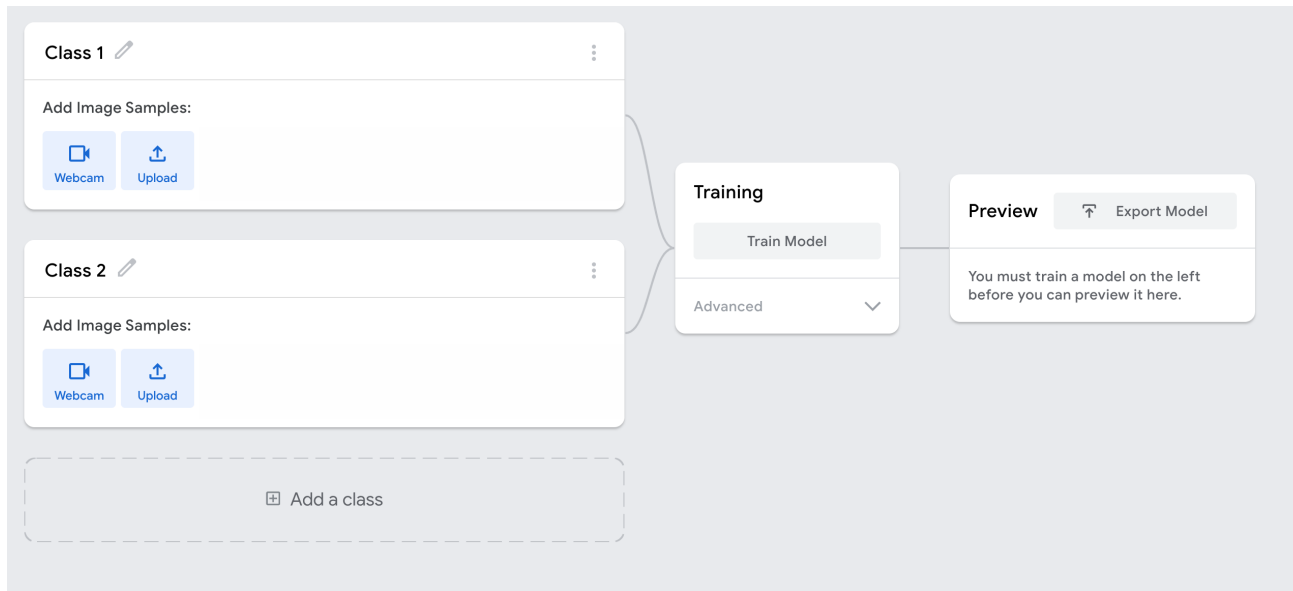 Class 1
Add Image Samples:
Webcam
Upload
Class 2
Add Image Samples:
Webcam
Upload
Add a class
Training
Train Model
Advanced
Preview
Export Model
You must train a model on the left
before you can preview it here.